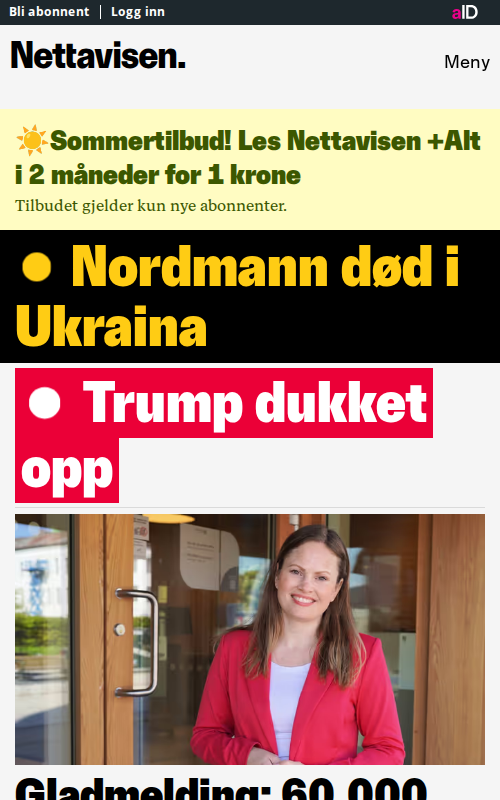 Bli abonnent | Logg inn
aID
Nettavisen.
Meny
☀️Sommertilbud! Les Nettavisen +Alt
i 2 måneder for 1 krone
Tilbudet gjelder kun nye abonnenter.
Nordmann død i
Ukraina
Trump dukket
opp
Gladmelding: 60.000